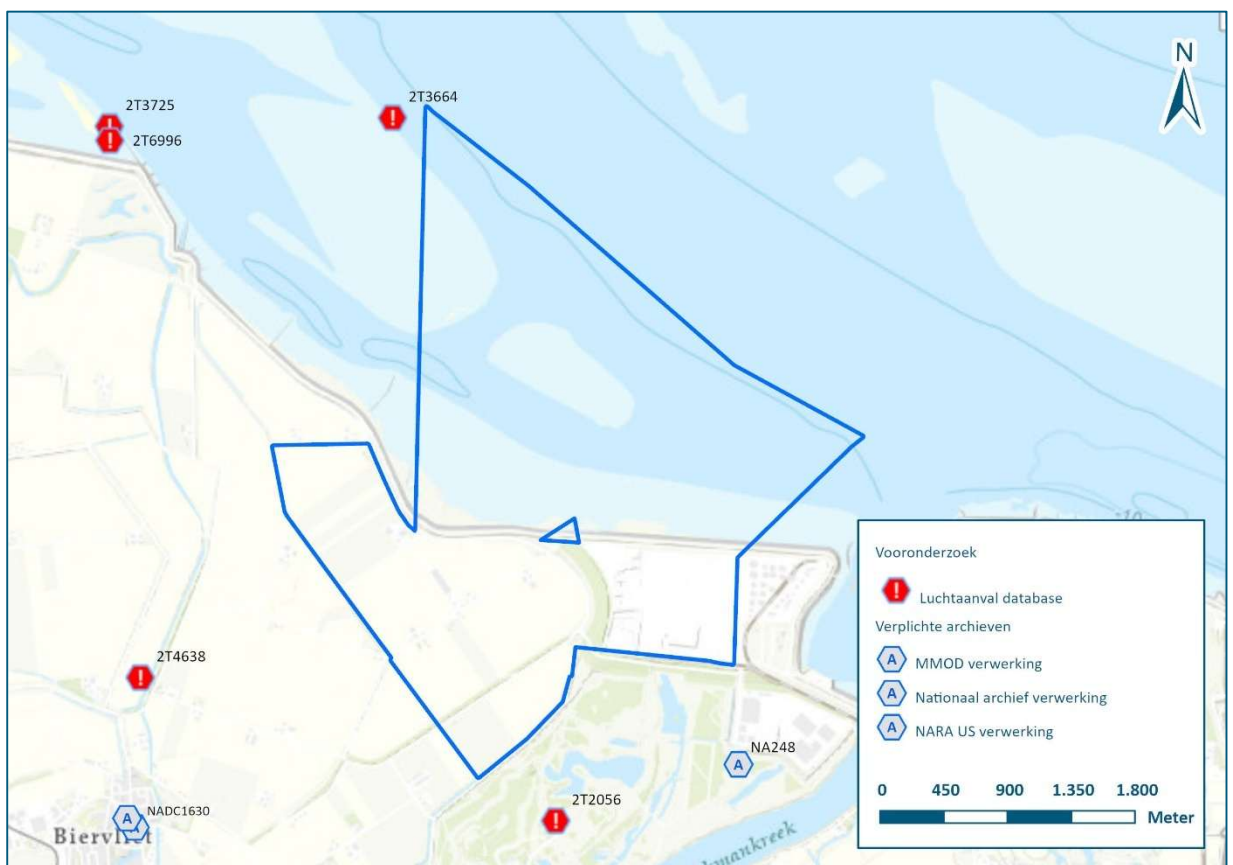 N
2T3725
2T3664
2T6996
-10
Vooronderzoek
Luchtaanval database
Verplichte archieven
A MMOD verwerking
A Nationaal archief verwerking
A NARA US verwerking
2T4638
NA248
A
0 450 900 1.350 1.800
Meter
2T2056
NADC1630
A
Biervliet